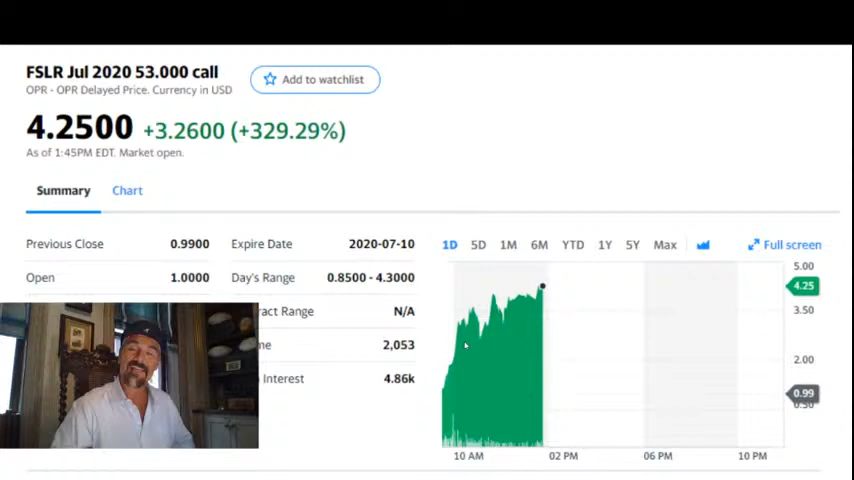 FSLR Jul 2020 53.000 call
Add to watchlist
OPR - OPR Delayed Price. Currency in USD
4.2500 +3.2600 (+329.29%)
As of 1:45PM EDT. Market open.
Summary Chart
Previous Close 0.9900 Expire Date 2020-07-10
1D 5D 1M 6M YTD 1Y 5Y Max Full screen
Open 1.0000 Day's Range 0.8500 - 4.3000
ract Range N/A
me 2,053
Interest 4.86k
5.00
4.25
3.50
2.00
0.99
0.50
10 AM 02 PM 06 PM 10 PM